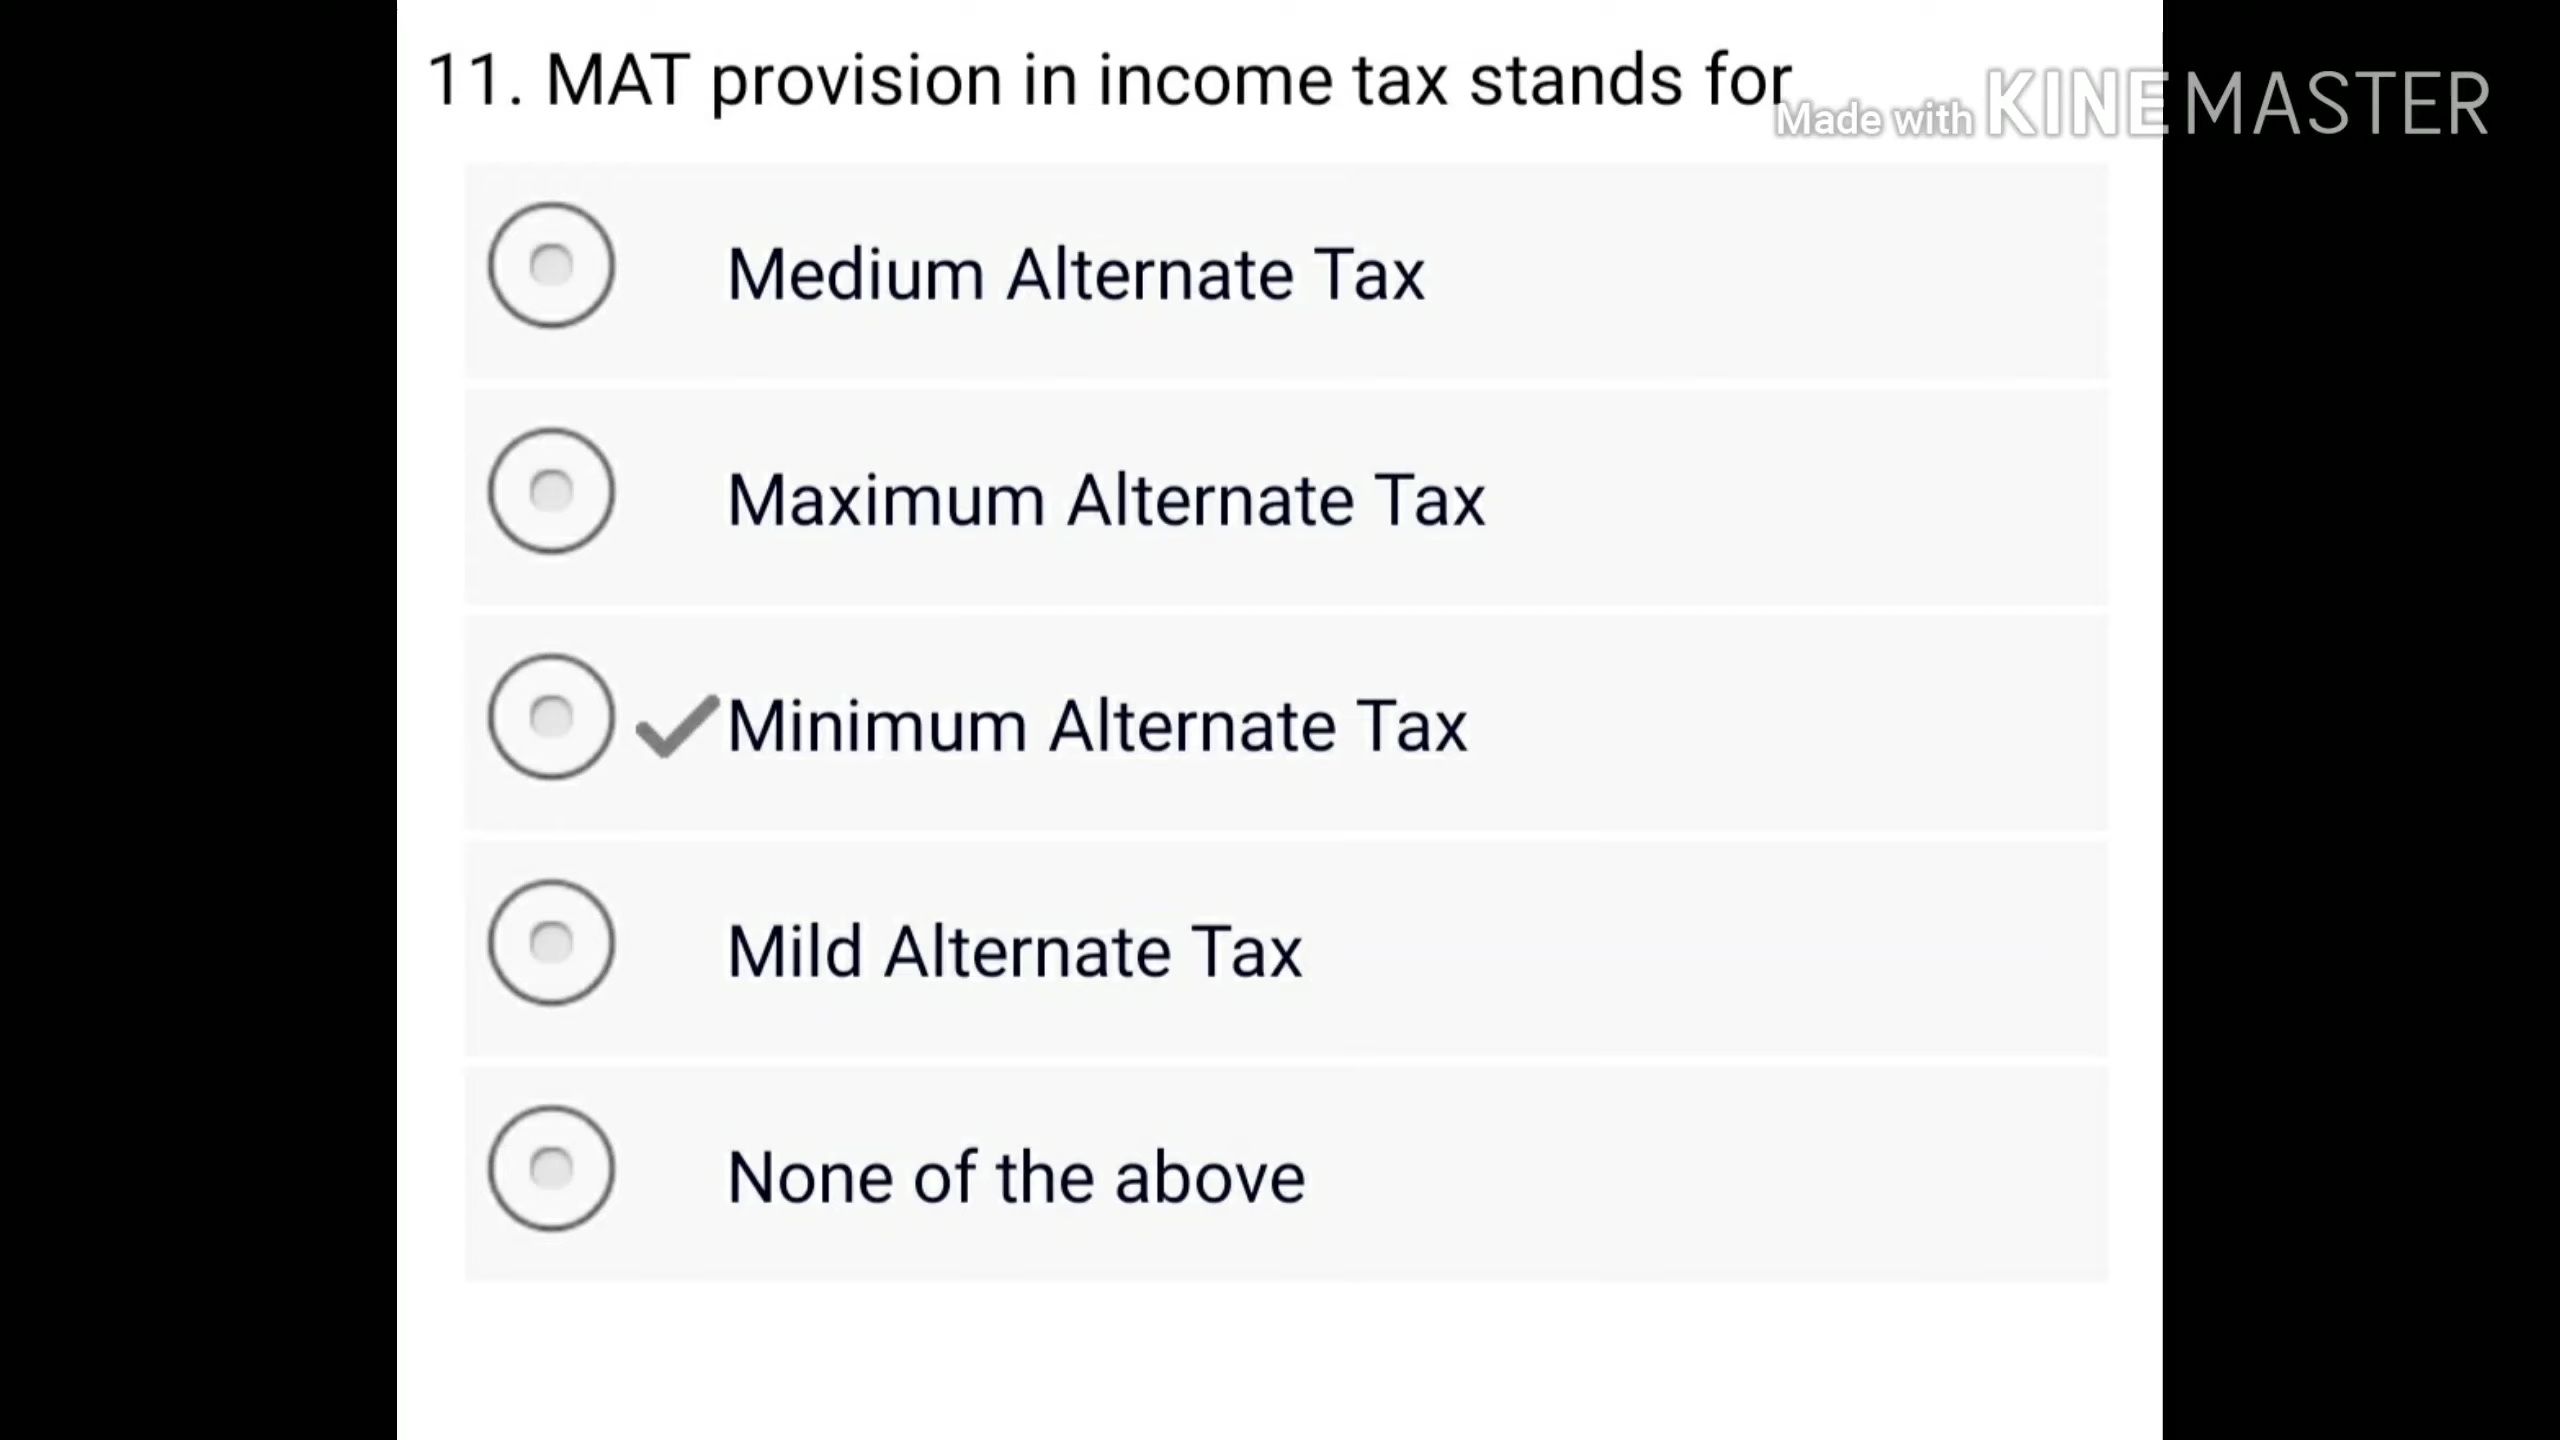 11. MAT provision in income tax stands for
Made with KINEMASTER
Medium Alternate Tax
Maximum Alternate Tax
Minimum Alternate Tax
Mild Alternate Tax
None of the above